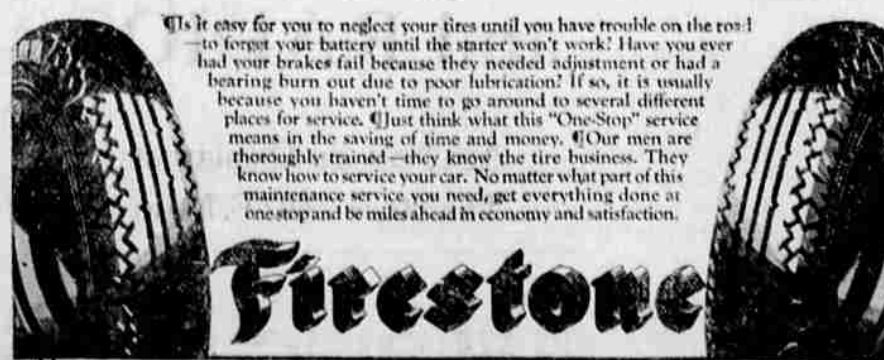 ¶Is it easy for you to neglect your tires until you have trouble on the road
—to forget your battery until the starter won't work? Have you ever
had your brakes fail because they needed adjustment or had a
bearing burn out due to poor lubrication? If so, it is usually
because you haven't time to go around to several different
places for service. ¶Just think what this "One-Stop" service
means in the saving of time and money. ¶Our men are
thoroughly trained—they know the tire business. They
know how to service your car. No matter what part of this
maintenance service you need, get everything done at
one stop and be miles ahead in economy and satisfaction.
Firestone